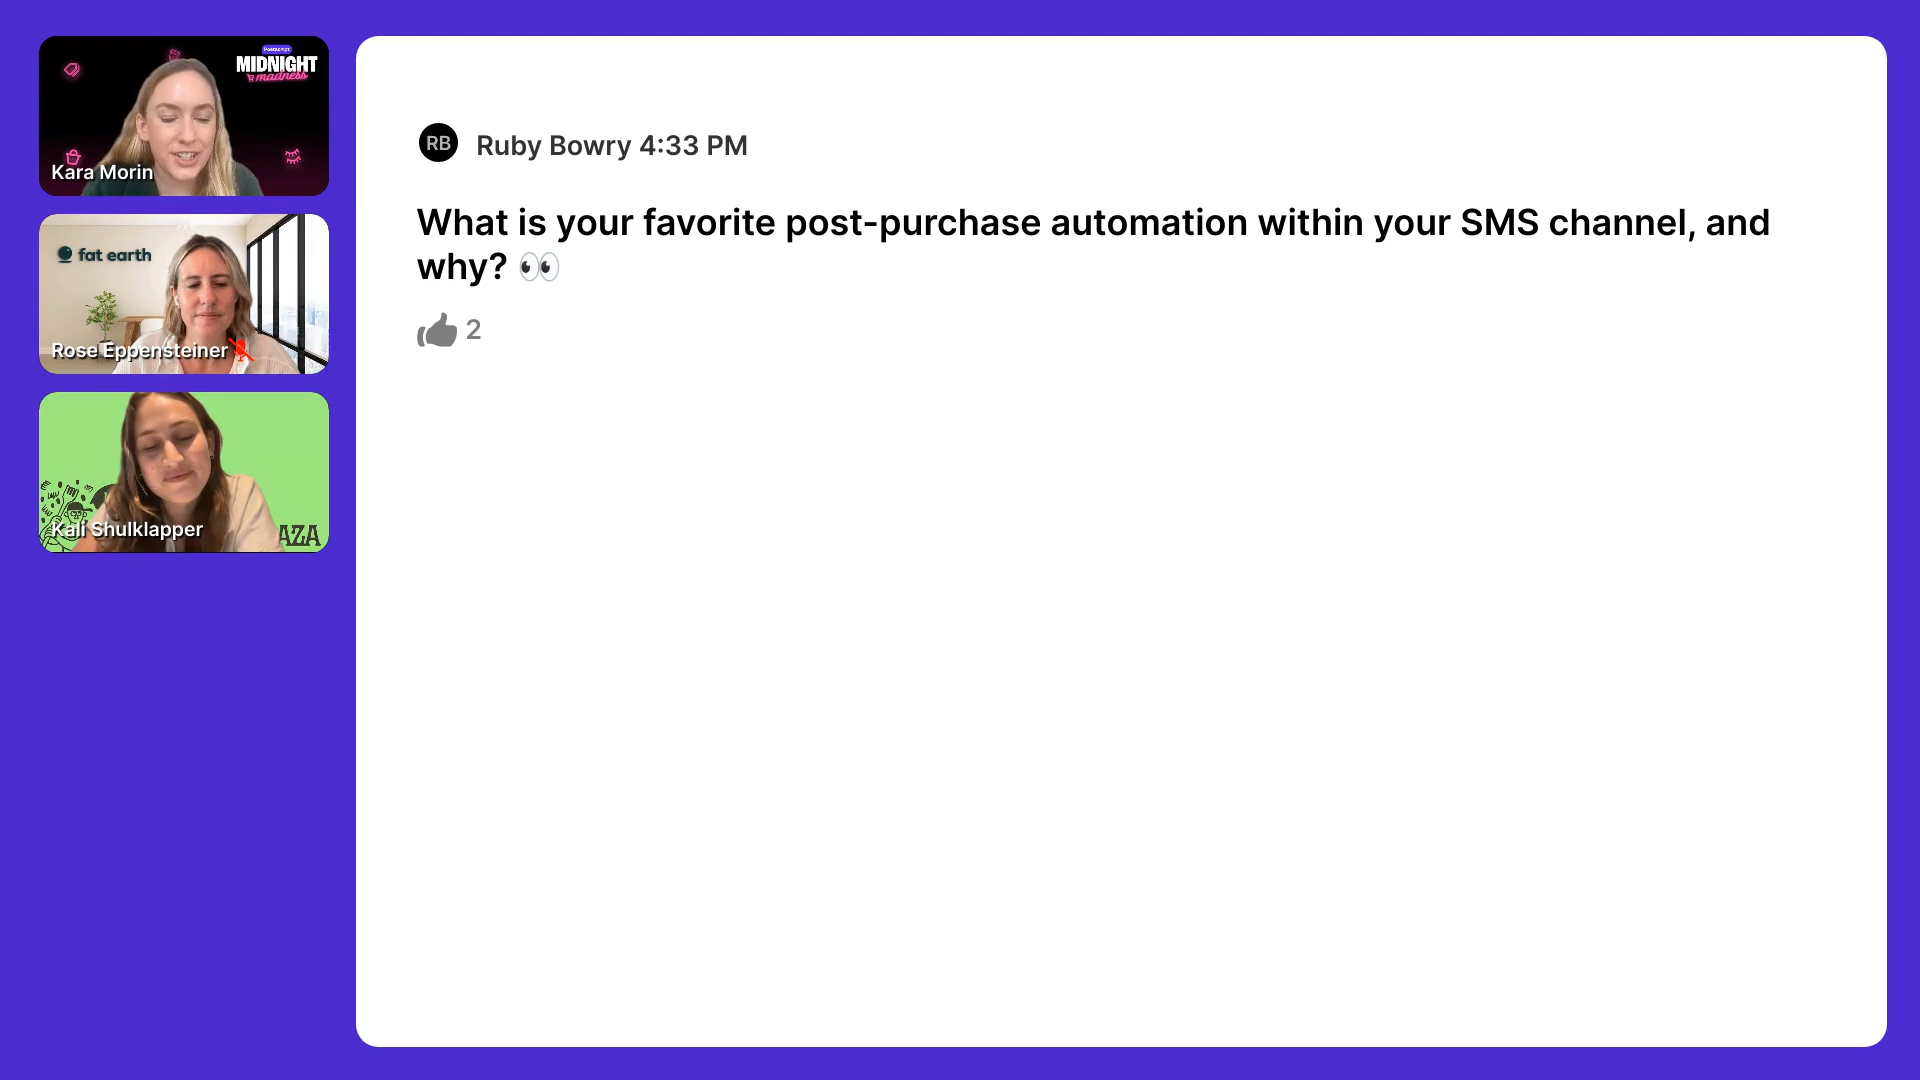 Postscript
MIDNIGHT
madness
Kara Morin
fat earth
Rose Eppensteiner
Kali Shulklapper
AZA
RB
Ruby Bowry 4:33 PM
What is your favorite post-purchase automation within your SMS channel, and
why? 👀
2